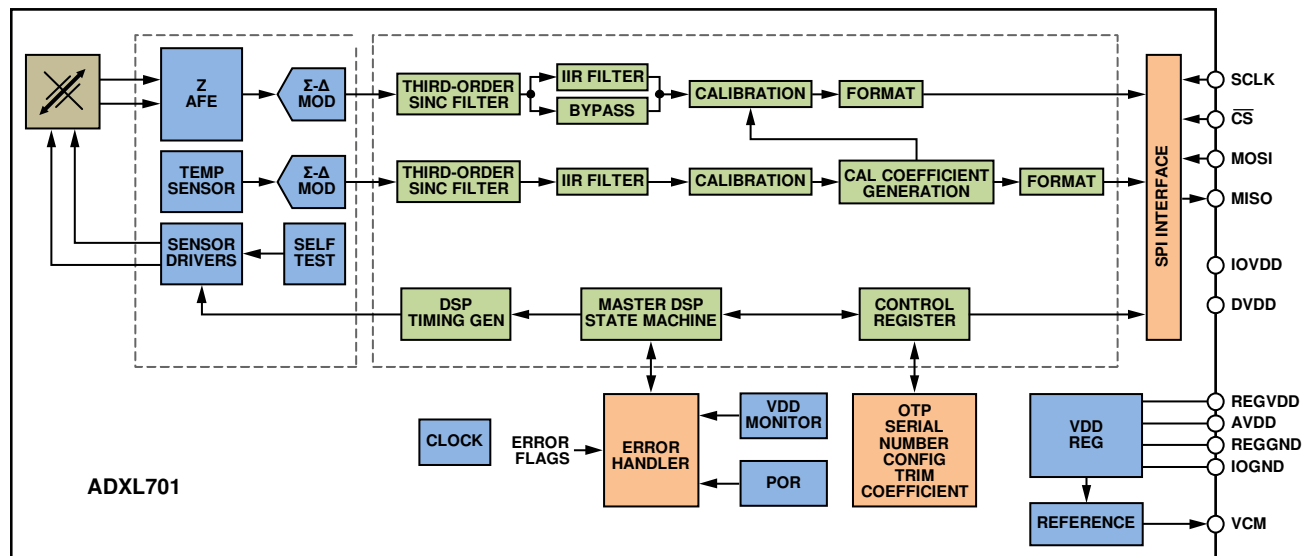 Z
AFE
Σ-Δ
MOD
THIRD-ORDER
SINC FILTER
IIR FILTER
BYPASS
CALIBRATION
FORMAT
TEMP
SENSOR
Σ-Δ
MOD
THIRD-ORDER
SINC FILTER
IIR FILTER
CALIBRATION
CAL COEFFICIENT
GENERATION
FORMAT
SENSOR
DRIVERS
SELF
TEST
DSP
TIMING GEN
MASTER DSP
STATE MACHINE
CONTROL
REGISTER
SPI INTERFACE
SCLK
C̅S̅
MOSI
MISO
IOVDD
DVDD
CLOCK
ERROR
FLAGS
ERROR
HANDLER
VDD
MONITOR
POR
OTP
SERIAL
NUMBER
CONFIG
TRIM
COEFFICIENT
VDD
REG
REGVDD
AVDD
REGGND
IOGND
REFERENCE
VCM
ADXL701